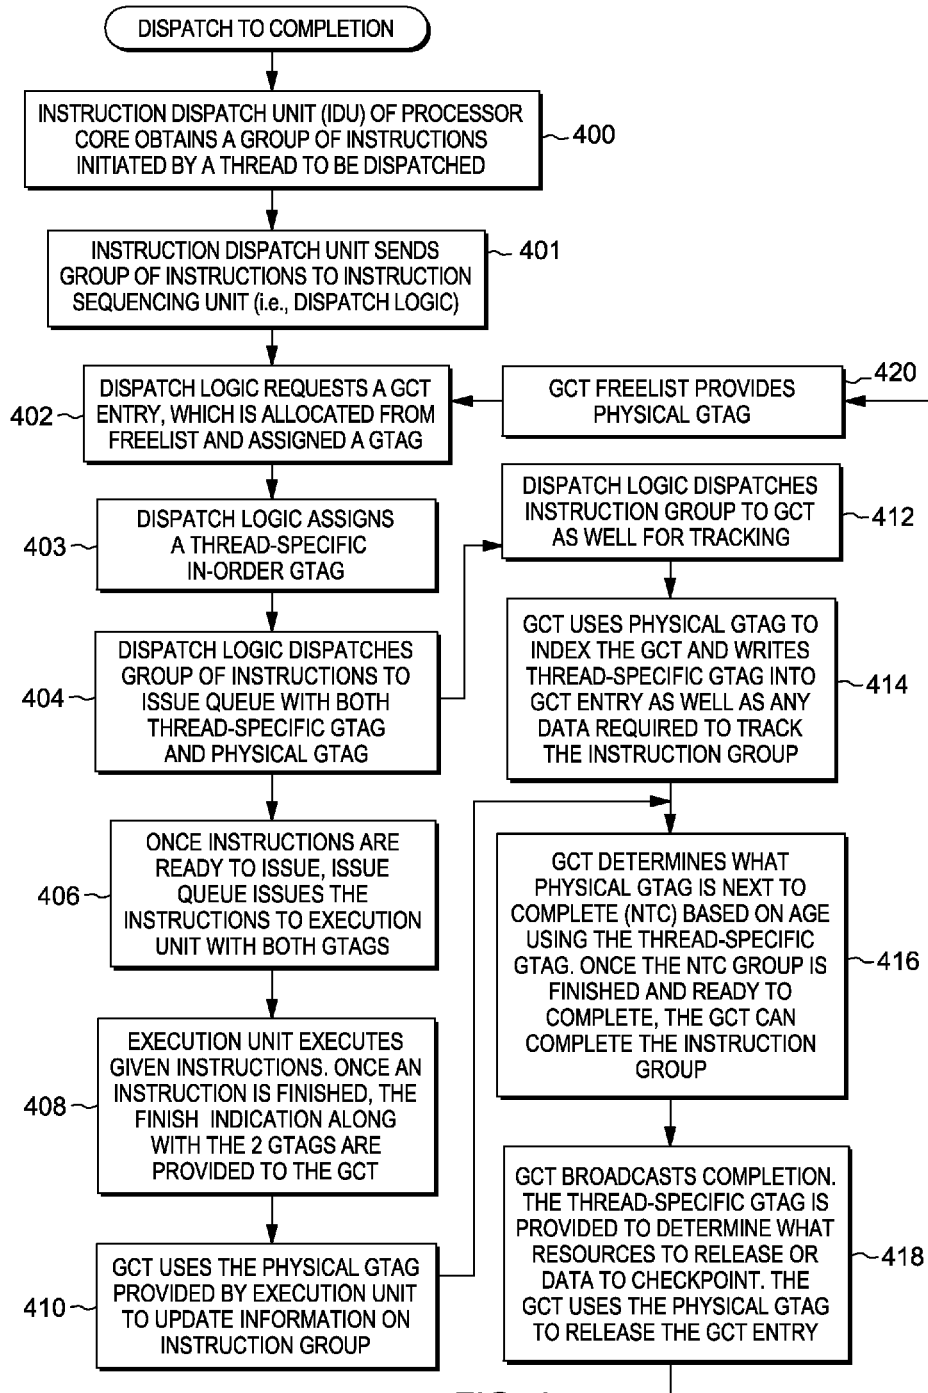 DISPATCH TO COMPLETION
INSTRUCTION DISPATCH UNIT (IDU) OF PROCESSOR
CORE OBTAINS A GROUP OF INSTRUCTIONS
INITIATED BY A THREAD TO BE DISPATCHED
400
INSTRUCTION DISPATCH UNIT SENDS
GROUP OF INSTRUCTIONS TO INSTRUCTION
SEQUENCING UNIT (i.e., DISPATCH LOGIC)
401
DISPATCH LOGIC REQUESTS A GCT
ENTRY, WHICH IS ALLOCATED FROM
FREELIST AND ASSIGNED A GTAG
402
DISPATCH LOGIC ASSIGNS
A THREAD-SPECIFIC
IN-ORDER GTAG
403
DISPATCH LOGIC DISPATCHES
GROUP OF INSTRUCTIONS TO
ISSUE QUEUE WITH BOTH
THREAD-SPECIFIC GTAG
AND PHYSICAL GTAG
404
ONCE INSTRUCTIONS ARE
READY TO ISSUE, ISSUE
QUEUE ISSUES THE
INSTRUCTIONS TO EXECUTION
UNIT WITH BOTH GTAGS
406
EXECUTION UNIT EXECUTES
GIVEN INSTRUCTIONS. ONCE AN
INSTRUCTION IS FINISHED, THE
FINISH INDICATION ALONG
WITH THE 2 GTAGS ARE
PROVIDED TO THE GCT
408
GCT USES THE PHYSICAL GTAG
PROVIDED BY EXECUTION UNIT
TO UPDATE INFORMATION ON
INSTRUCTION GROUP
410
GCT FREELIST PROVIDES
PHYSICAL GTAG
420
DISPATCH LOGIC DISPATCHES
INSTRUCTION GROUP TO GCT
AS WELL FOR TRACKING
412
GCT USES PHYSICAL GTAG TO
INDEX THE GCT AND WRITES
THREAD-SPECIFIC GTAG INTO
GCT ENTRY AS WELL AS ANY
DATA REQUIRED TO TRACK
THE INSTRUCTION GROUP
414
GCT DETERMINES WHAT
PHYSICAL GTAG IS NEXT TO
COMPLETE (NTC) BASED ON AGE
USING THE THREAD-SPECIFIC
GTAG. ONCE THE NTC GROUP IS
FINISHED AND READY TO
COMPLETE, THE GCT CAN
COMPLETE THE INSTRUCTION
GROUP
416
GCT BROADCASTS COMPLETION.
THE THREAD-SPECIFIC GTAG IS
PROVIDED TO DETERMINE WHAT
RESOURCES TO RELEASE OR
DATA TO CHECKPOINT. THE
GCT USES THE PHYSICAL GTAG
TO RELEASE THE GCT ENTRY
418